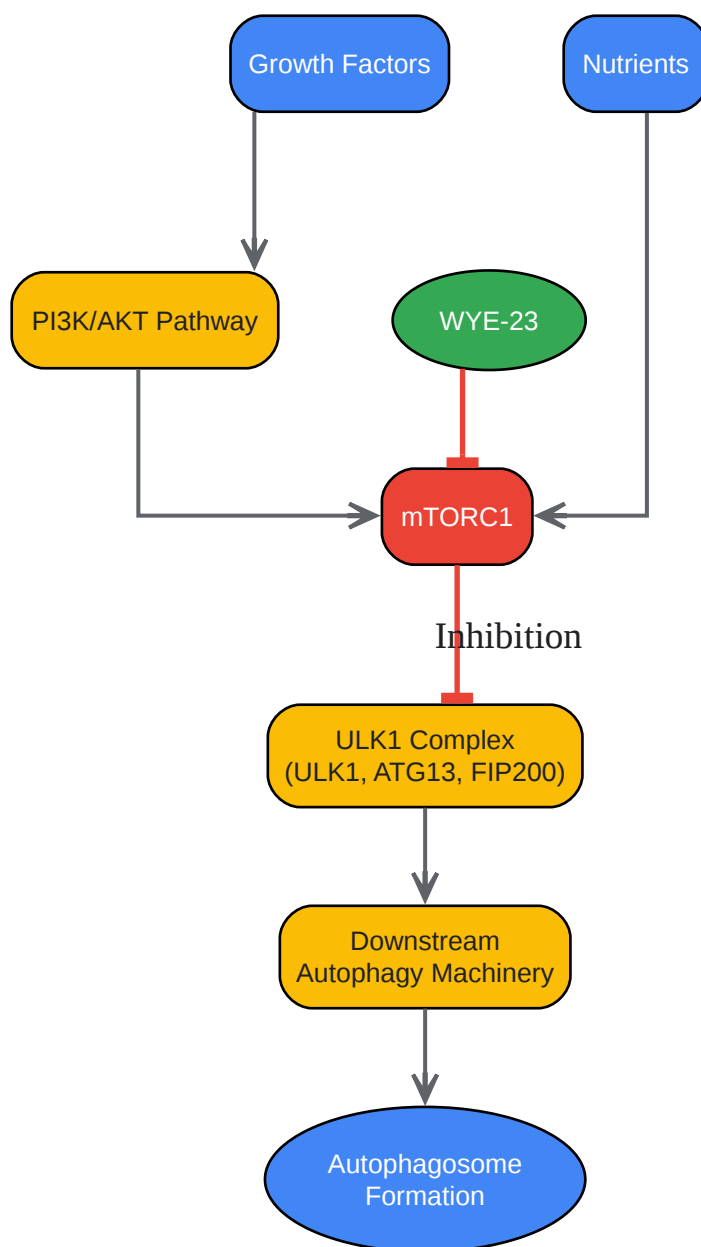 Growth Factors
Nutrients
PI3K/AKT Pathway
WYE-23
mTORC1
Inhibition
ULK1 Complex
(ULK1, ATG13, FIP200)
Downstream
Autophagy Machinery
Autophagosome
Formation